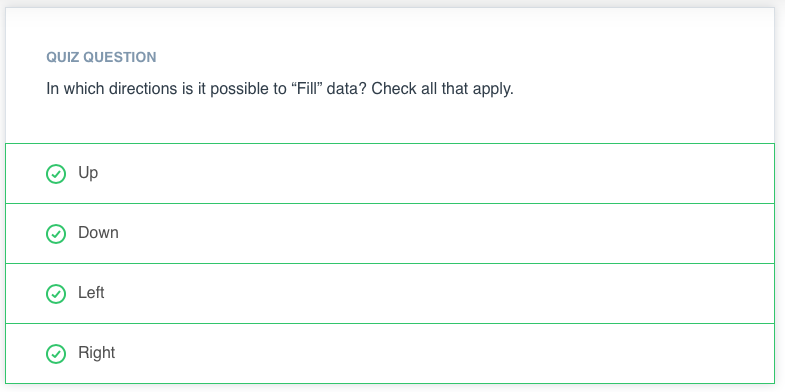 QUIZ QUESTION
In which directions is it possible to “Fill” data? Check all that apply.
Up
Down
Left
Right